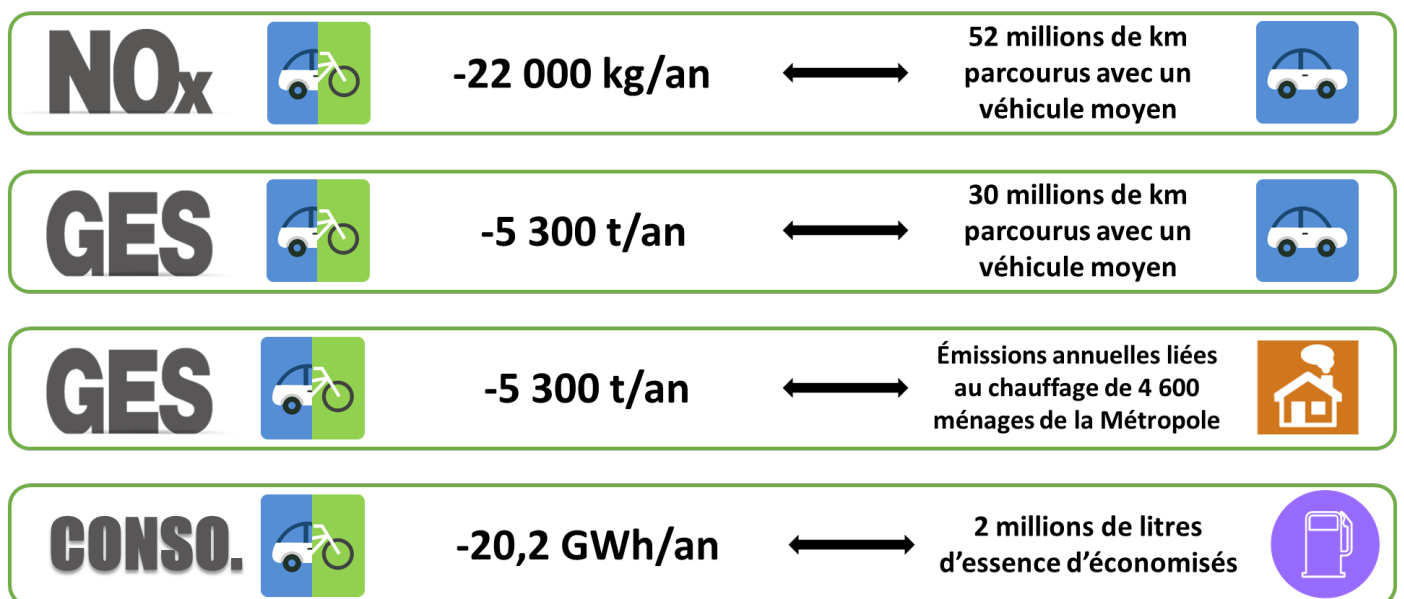 NOx
-22 000 kg/an
52 millions de km
parcourus avec un
véhicule moyen
GES
-5 300 t/an
30 millions de km
parcourus avec un
véhicule moyen
GES
-5 300 t/an
Émissions annuelles liées
au chauffage de 4 600
ménages de la Métropole
CONSO.
-20,2 GWh/an
2 millions de litres
d'essence d'économisés